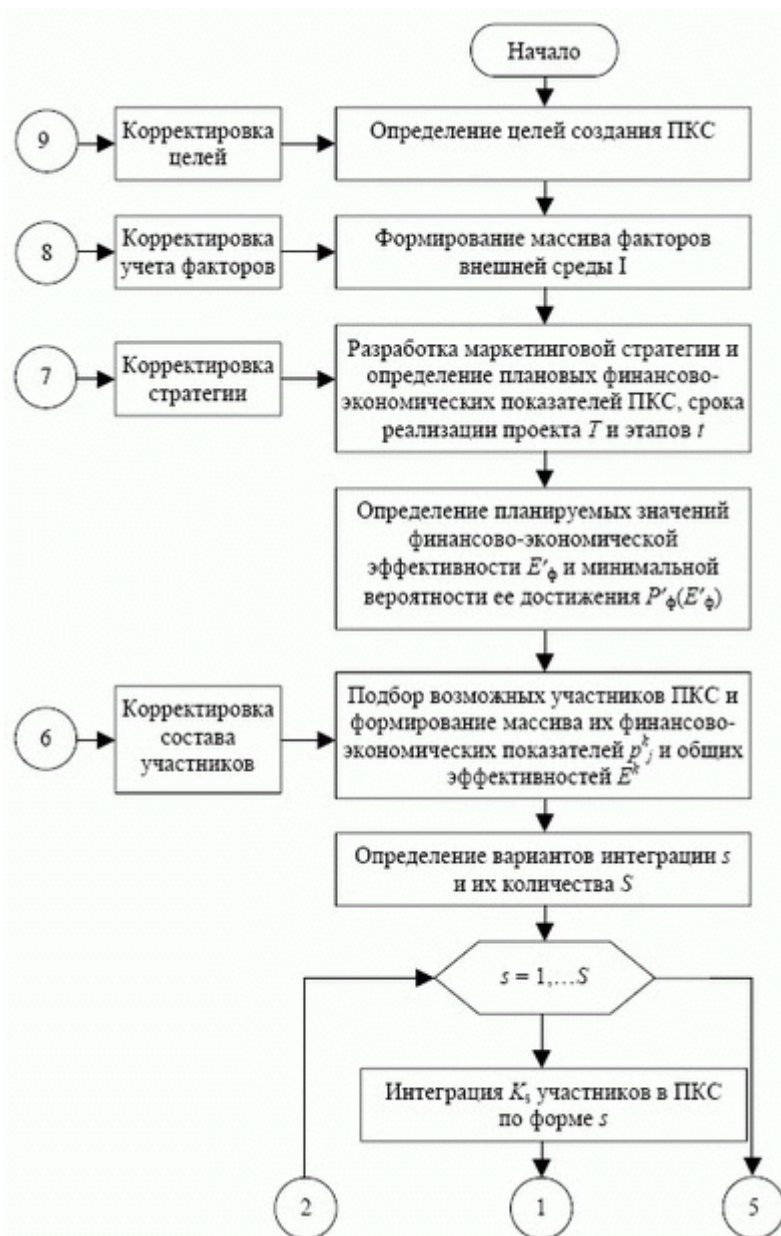 Начало
9
Корректировка
целей
Определение целей создания ПКС
8
Корректировка
учета факторов
Формирование массива факторов
внешней среды I
7
Корректировка
стратегии
Разработка маркетинговой стратегии и
определение плановых финансово-
экономических показателей ПКС, срока
реализации проекта T и этапов t
Определение планируемых значений
финансово-экономической
эффективности E′ф и минимальной
вероятности ее достижения P′ф(E′ф)
6
Корректировка
состава
участников
Подбор возможных участников ПКС и
формирование массива их финансово-
экономических показателей p^k_j и общих
эффективностей E^k
Определение вариантов интеграции s
и их количества S
s = 1,…S
Интеграция K_s участников в ПКС
по форме s
2
1
5